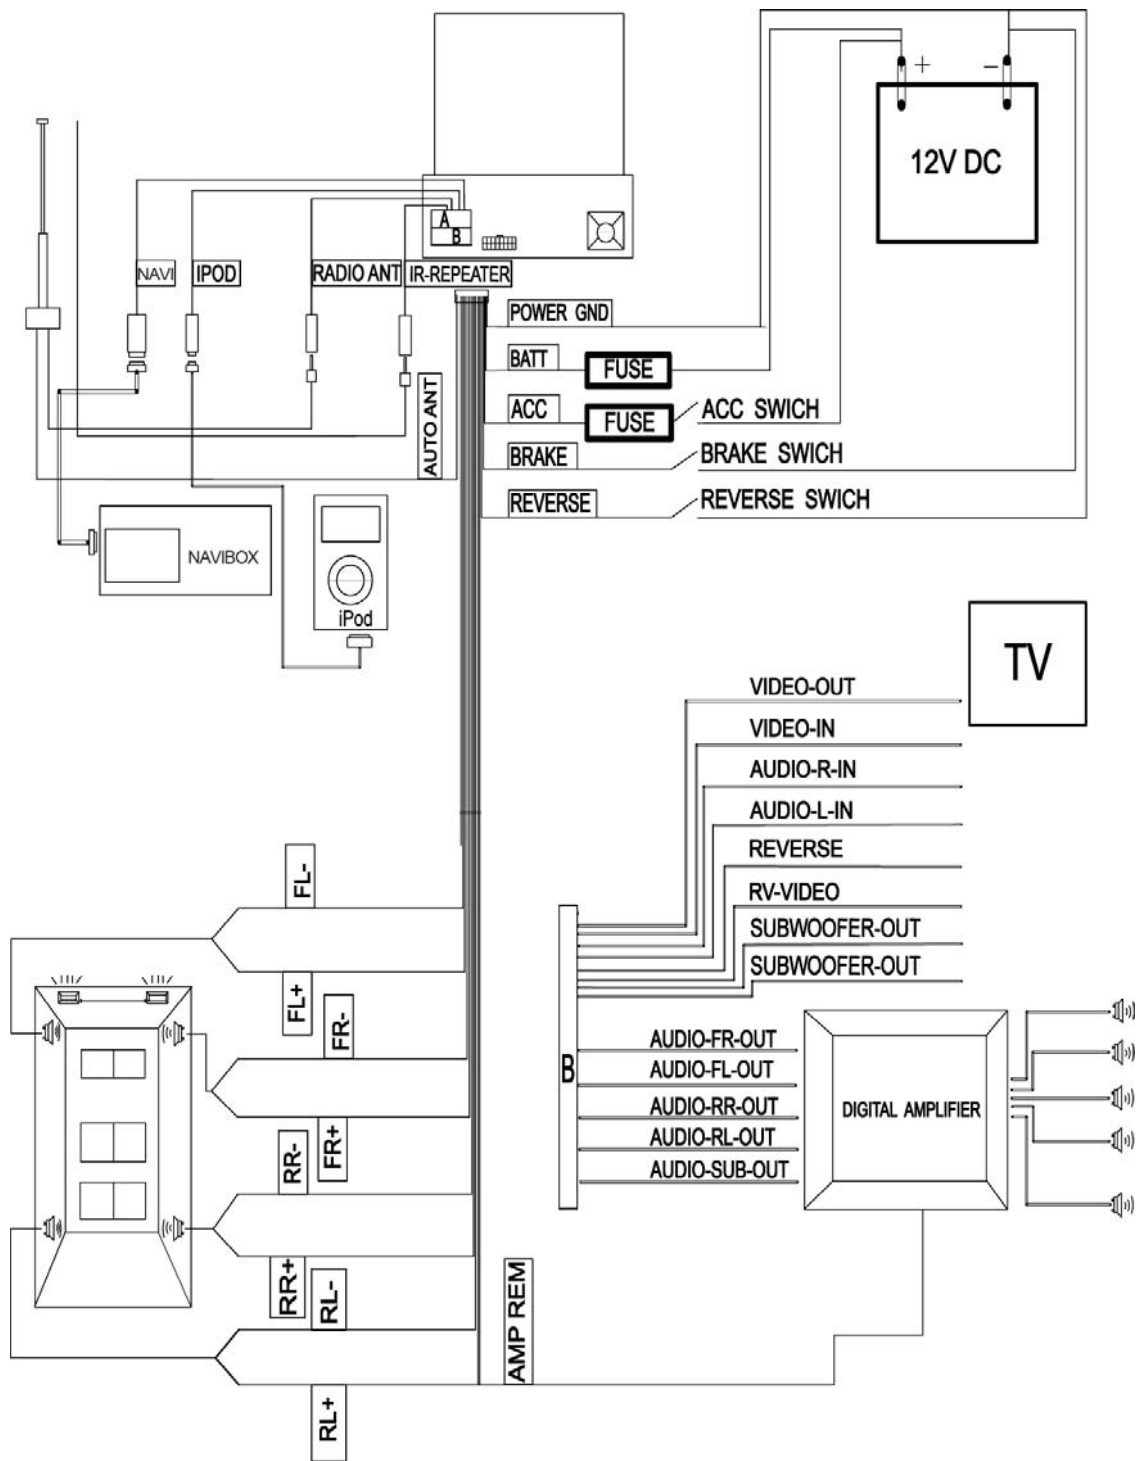 +
−
12V DC
A
B
NAVI
IPOD
RADIO ANT
IR-REPEATER
POWER GND
BATT
FUSE
ACC
FUSE
ACC SWICH
AUTO ANT
BRAKE
BRAKE SWICH
REVERSE
REVERSE SWICH
NAVIBOX
iPod
TV
VIDEO-OUT
VIDEO-IN
AUDIO-R-IN
AUDIO-L-IN
REVERSE
RV-VIDEO
SUBWOOFER-OUT
SUBWOOFER-OUT
FL-
FL+
FR-
FR+
RR-
RR+
RL-
RL+
B
AUDIO-FR-OUT
AUDIO-FL-OUT
AUDIO-RR-OUT
AUDIO-RL-OUT
AUDIO-SUB-OUT
DIGITAL AMPLIFIER
AMP REM